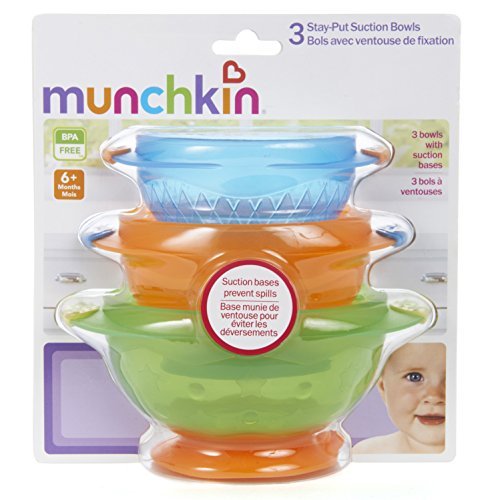 3 Stay-Put Suction Bowls
Bols avec ventouse de fixation
munchkin®
BPA
FREE
6+
Months
Mois
3 bowls
with
suction
bases
3 bols à
ventouses
Suction bases
prevent spills
Base munie de
ventouse pour
éviter les
déversements